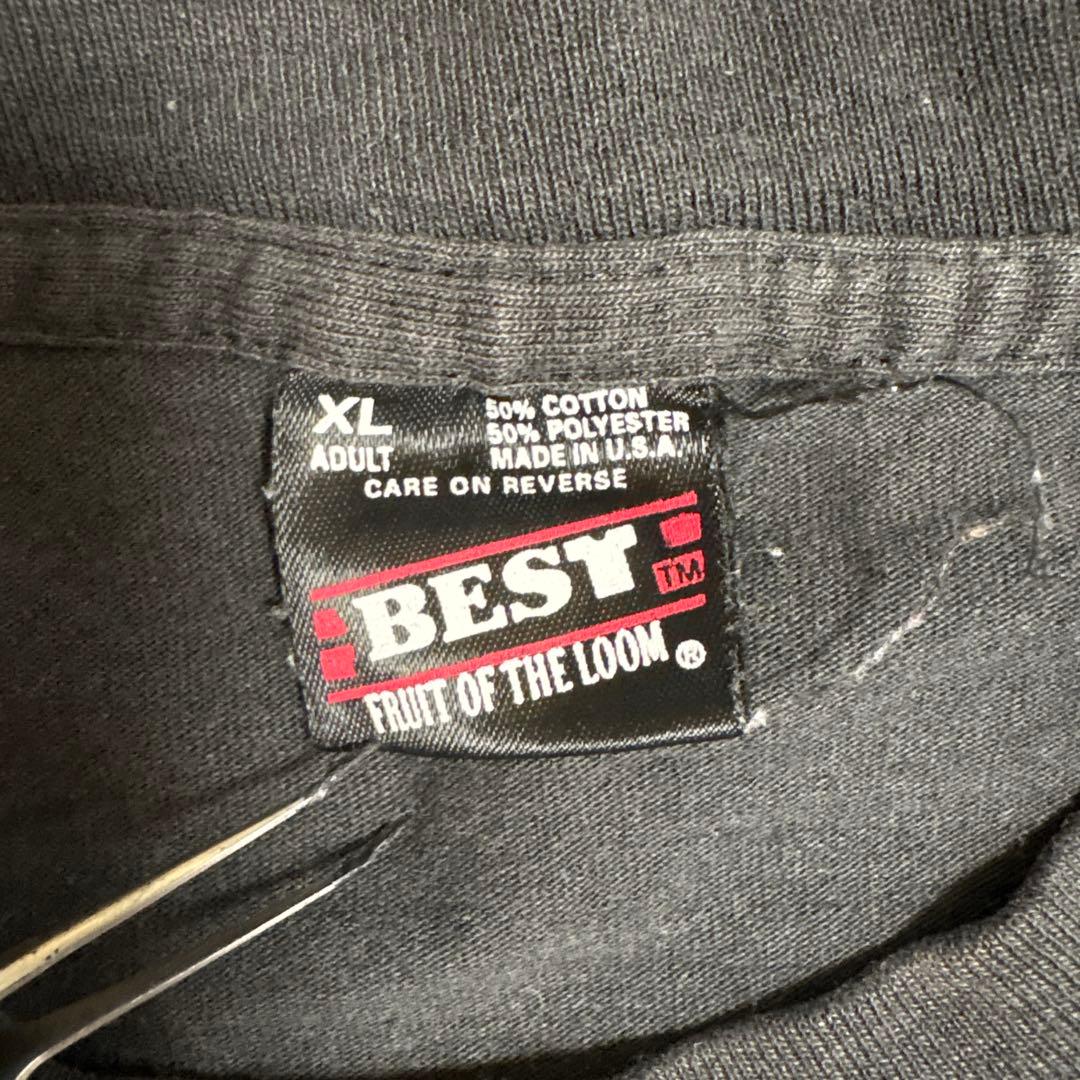 XL
ADULT
50% COTTON
50% POLYESTER
MADE IN U.S.A.
CARE ON REVERSE
BEST
TM
FRUIT OF THE LOOM ®